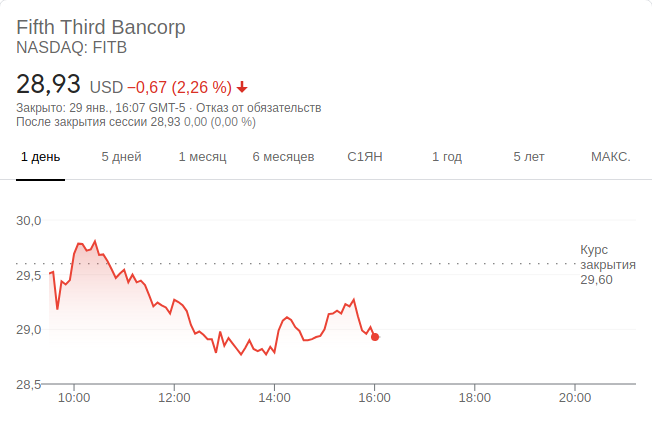 Fifth Third Bancorp
NASDAQ: FITB
28,93 USD −0,67 (2,26 %)
Закрыто: 29 янв., 16:07 GMT-5 · Отказ от обязательств
После закрытия сессии 28,93 0,00 (0,00 %)
1 день 5 дней 1 месяц 6 месяцев С1ЯН 1 год 5 лет МАКС.
30,0
Курс
закрытия
29,60
29,5
29,0
28,5
10:00 12:00 14:00 16:00 18:00 20:00